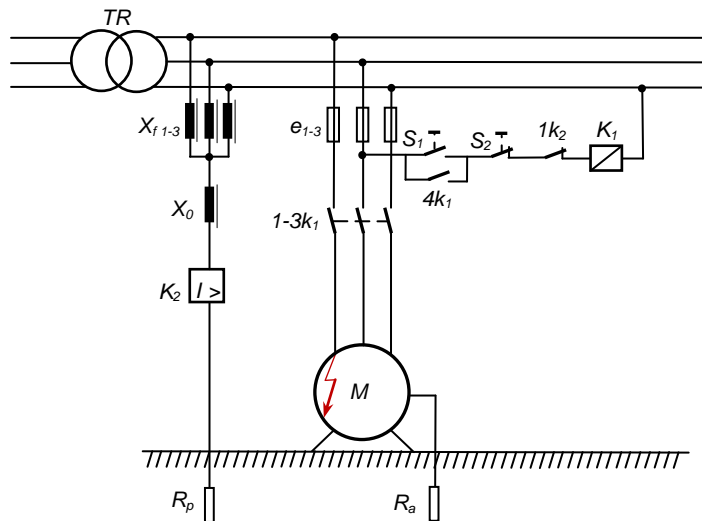 TR
X_f 1-3
e_1-3
S_1
S_2
1k_2
K_1
4k_1
X_0
1-3k_1
K_2
I >
M
R_p
R_a